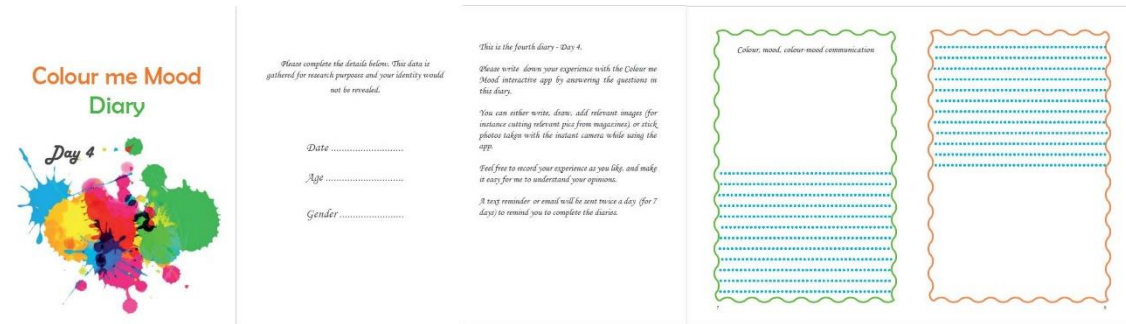 Colour me Mood
Diary
Day 4
Please complete the details below. This data is
gathered for research purposes and your identity would
not be revealed.
Date ...........................
Age .............................
Gender ........................
This is the fourth diary - Day 4.
Please write down your experience with the Colour me
Mood interactive app by answering the questions in
this diary.
You can either write, draw, add relevant images (for
instance cutting relevant pics from magazines), or stick
photos taken with the instant camera while using the
app.
Feel free to record your experience as you like, and make
it easy for me to understand your opinions.
A text reminder or email will be sent twice a day (for 7
days) to remind you to complete the diaries.
Colour, mood, colour-mood communication
7